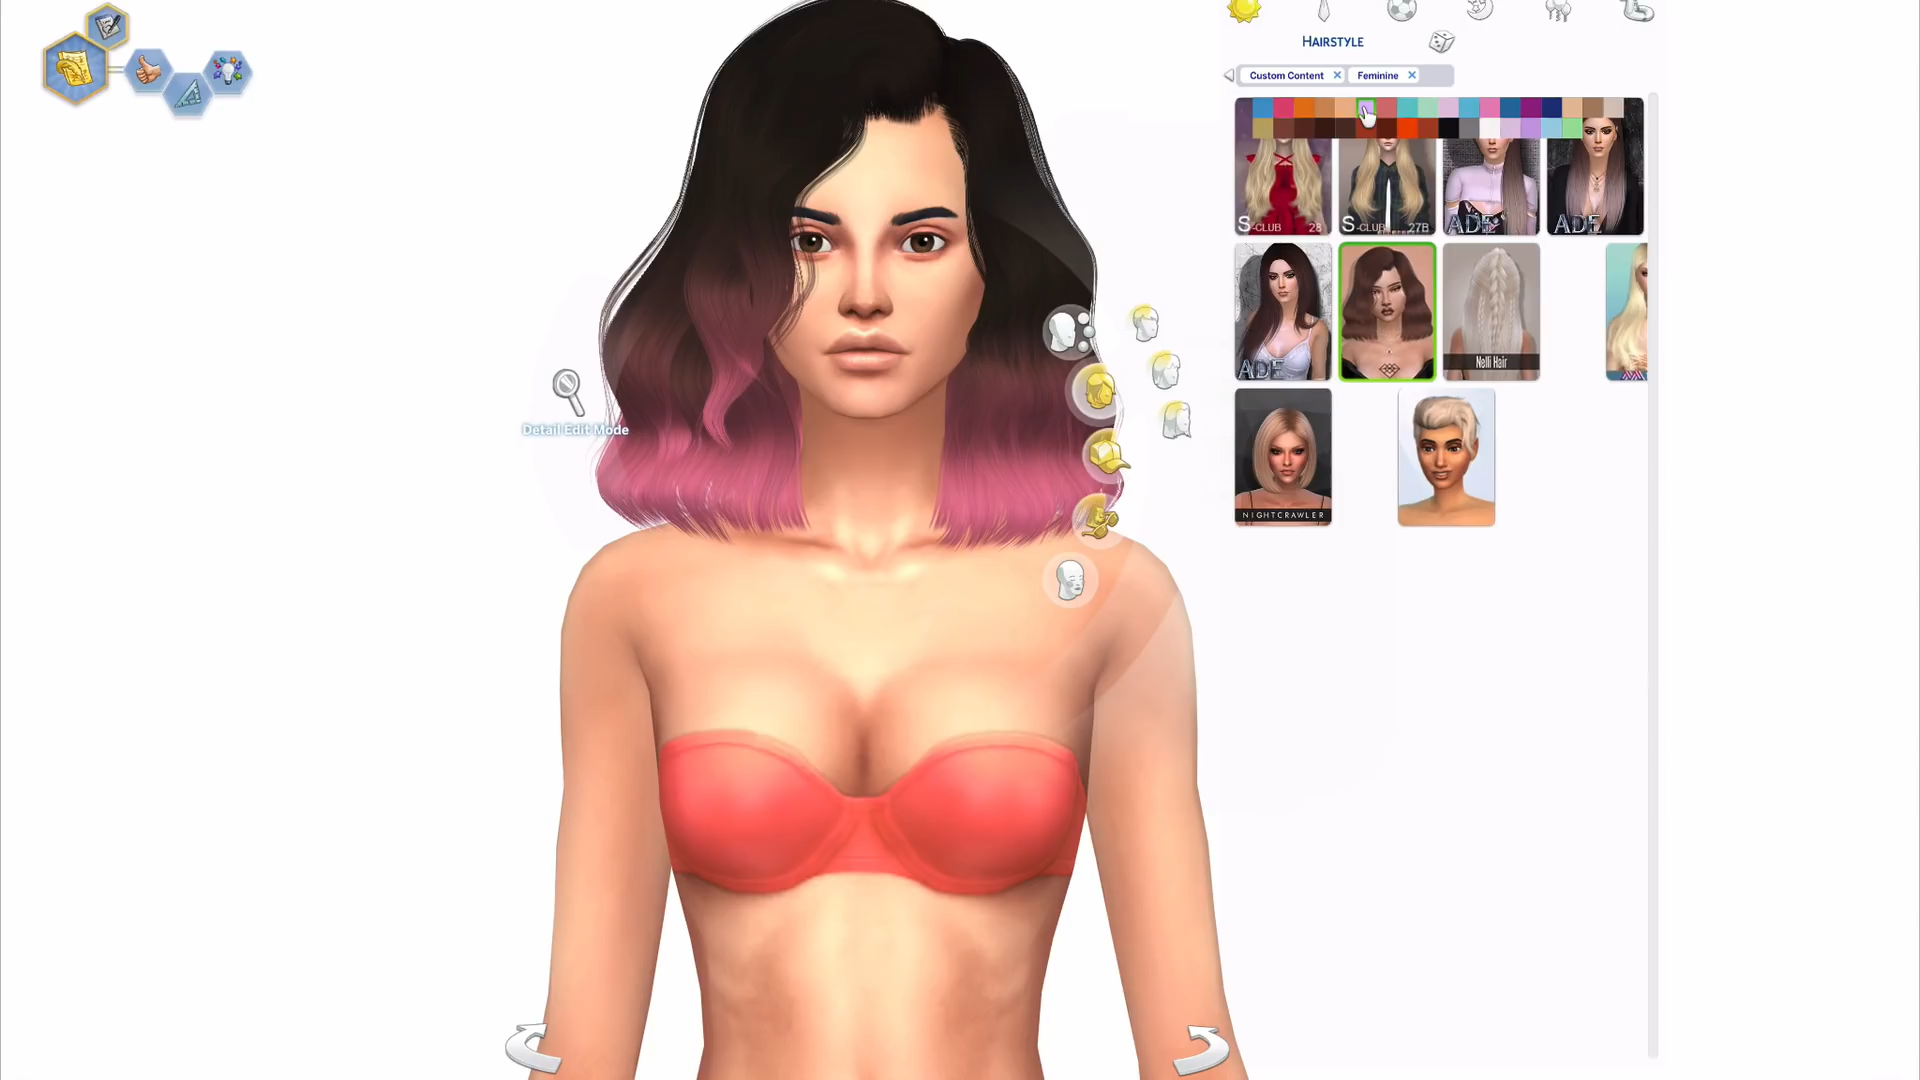 HAIRSTYLE
Custom Content ✕ Feminine ✕
S-CLUB 28
S-CLUB 27B
ADE
ADE
ADE
Nelli Hair
Detail Edit Mode
NIGHTCRAWLER